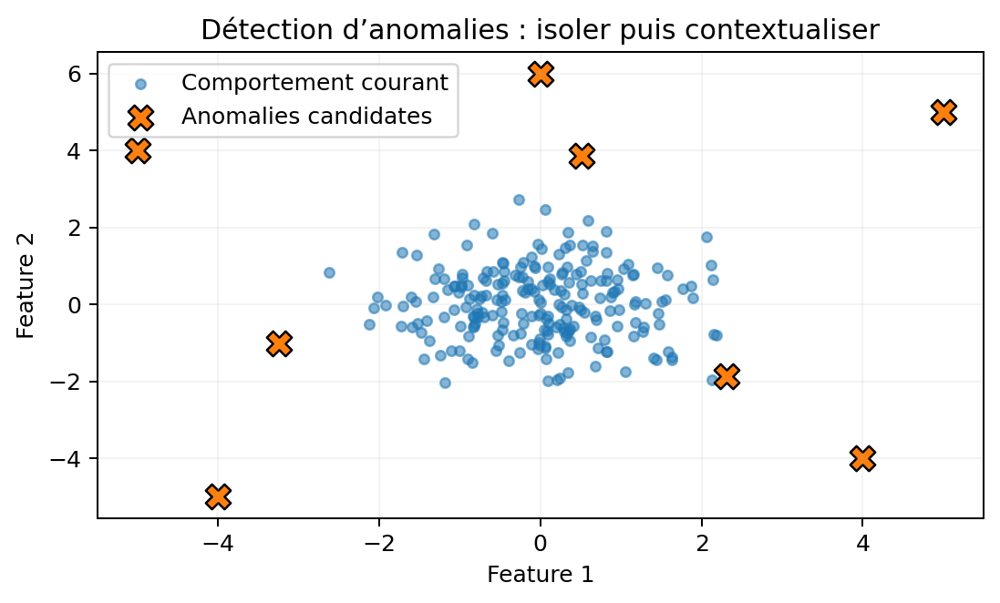 Détection d’anomalies : isoler puis contextualiser
Comportement courant
Anomalies candidates
Feature 2
6
4
2
0
−2
−4
−4
−2
0
2
4
Feature 1